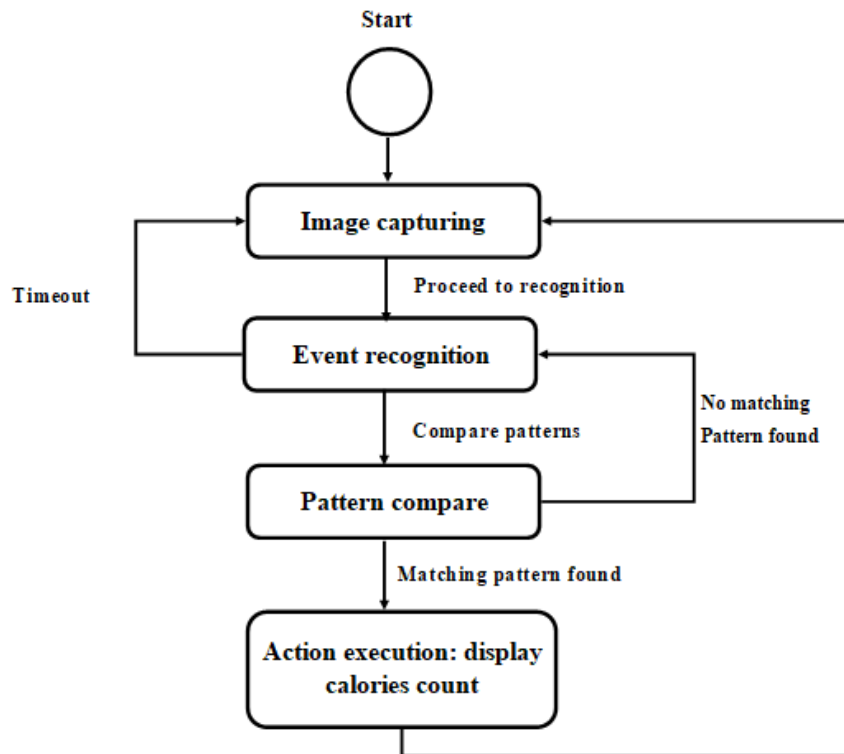 Start
Image capturing
Proceed to recognition
Timeout
Event recognition
No matching
Pattern found
Compare patterns
Pattern compare
Matching pattern found
Action execution: display
calories count